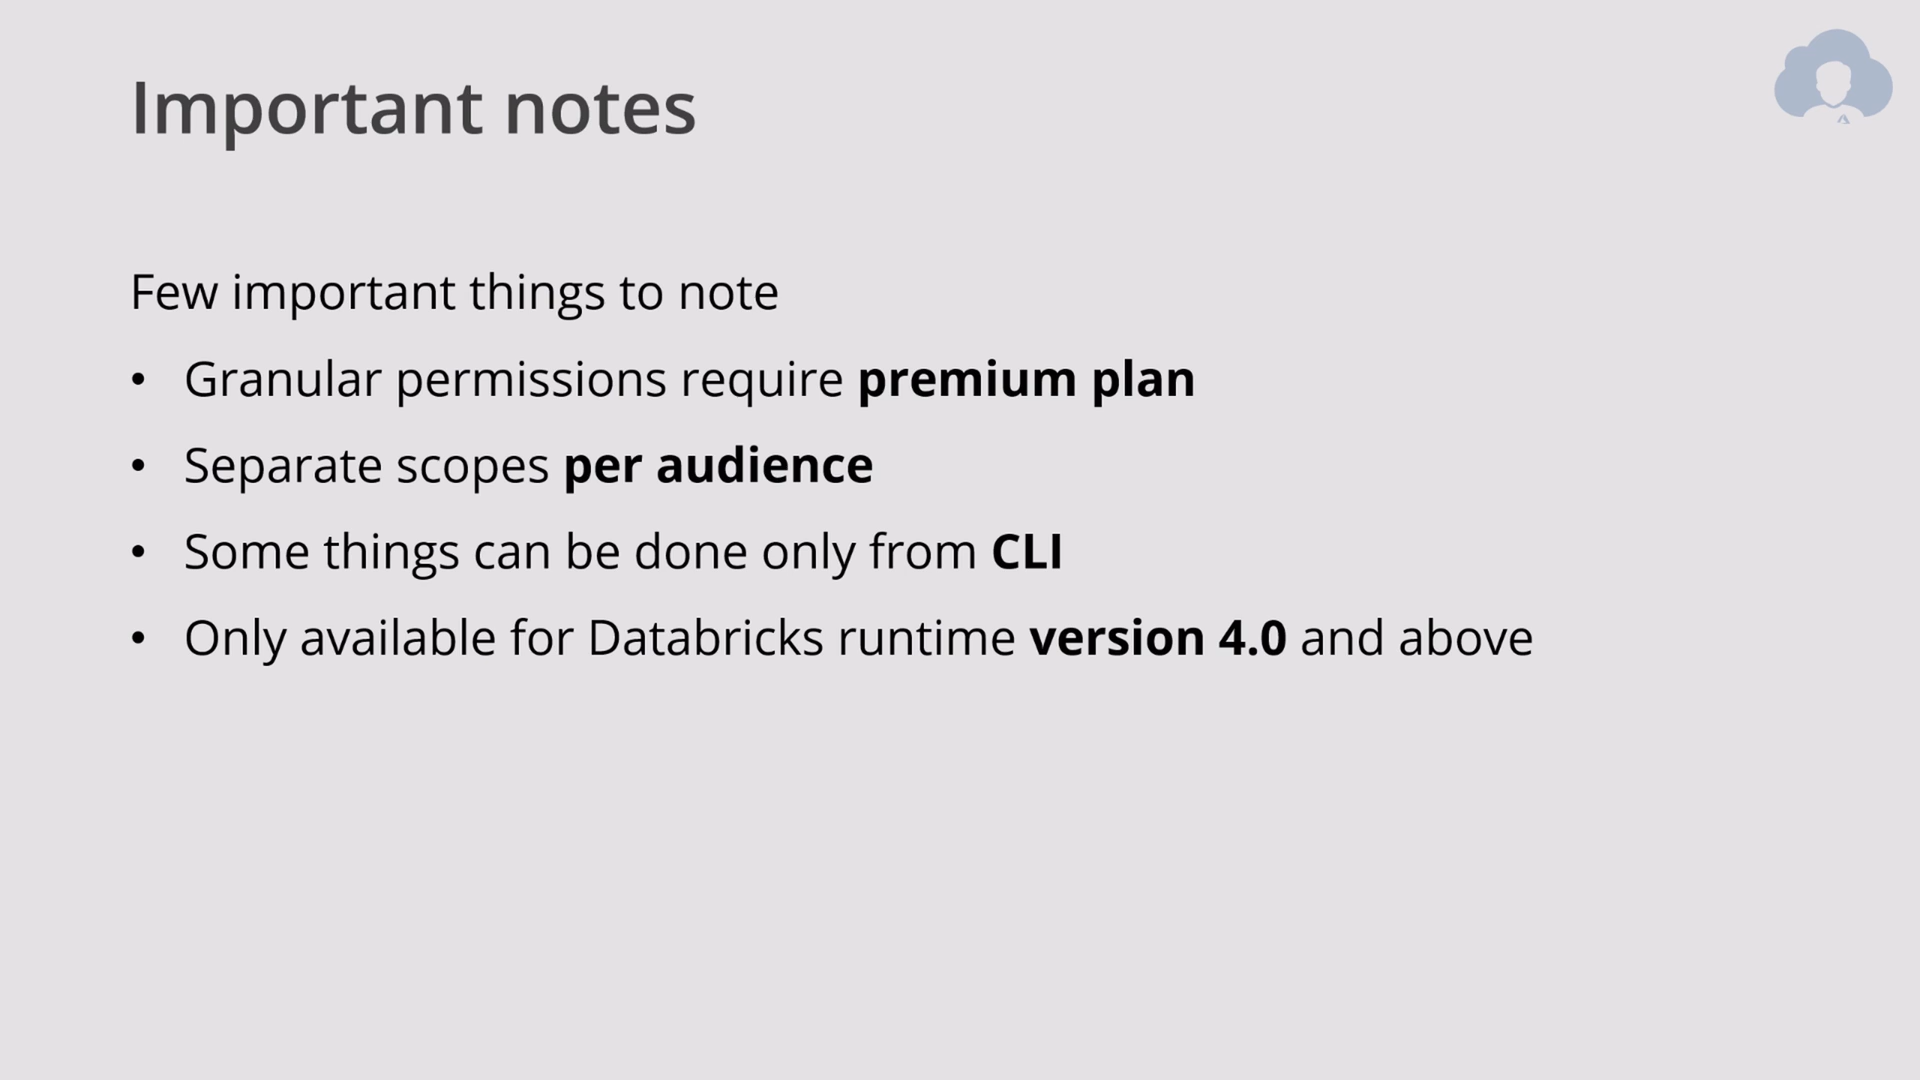 Important notes
Few important things to note
• Granular permissions require premium plan
• Separate scopes per audience
• Some things can be done only from CLI
• Only available for Databricks runtime version 4.0 and above